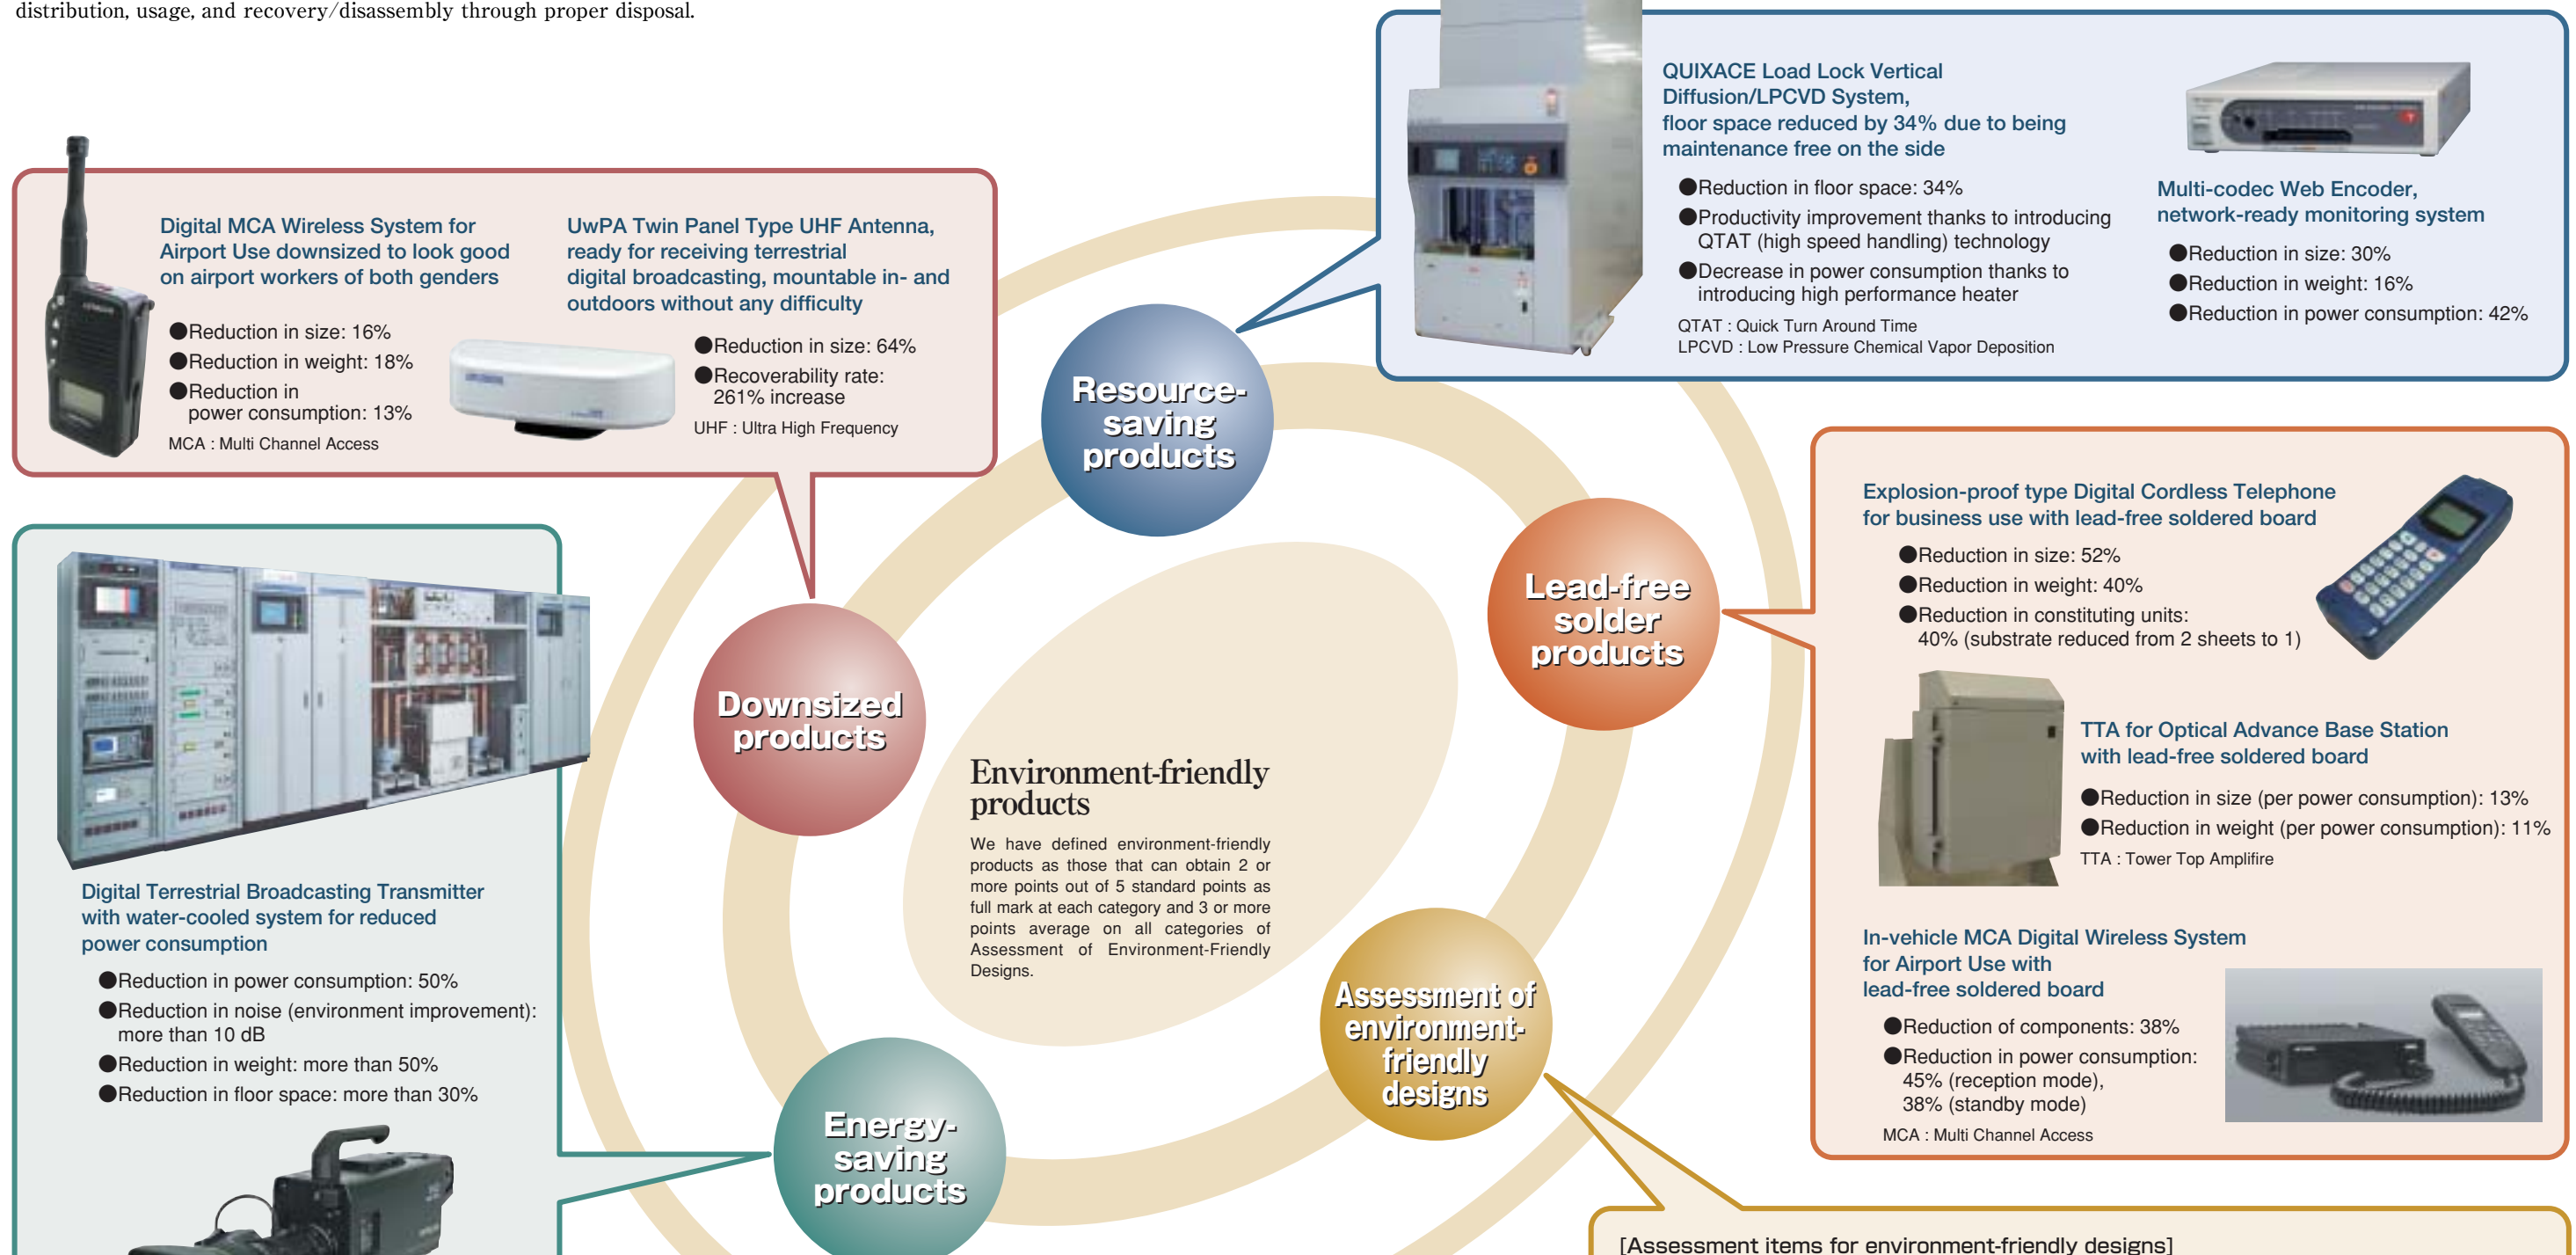 distribution, usage, and recovery/disassembly through proper disposal.
Digital MCA Wireless System for
Airport Use downsized to look good
on airport workers of both genders
●Reduction in size: 16%
●Reduction in weight: 18%
●Reduction in
power consumption: 13%
MCA : Multi Channel Access
UwPA Twin Panel Type UHF Antenna,
ready for receiving terrestrial
digital broadcasting, mountable in- and
outdoors without any difficulty
●Reduction in size: 64%
●Recoverability rate:
261% increase
UHF : Ultra High Frequency
QUIXACE Load Lock Vertical
Diffusion/LPCVD System,
floor space reduced by 34% due to being
maintenance free on the side
●Reduction in floor space: 34%
●Productivity improvement thanks to introducing
QTAT (high speed handling) technology
●Decrease in power consumption thanks to
introducing high performance heater
QTAT : Quick Turn Around Time
LPCVD : Low Pressure Chemical Vapor Deposition
Multi-codec Web Encoder,
network-ready monitoring system
●Reduction in size: 30%
●Reduction in weight: 16%
●Reduction in power consumption: 42%
Resource-
saving
products
Lead-free
solder
products
Downsized
products
Explosion-proof type Digital Cordless Telephone
for business use with lead-free soldered board
●Reduction in size: 52%
●Reduction in weight: 40%
●Reduction in constituting units:
40% (substrate reduced from 2 sheets to 1)
TTA for Optical Advance Base Station
with lead-free soldered board
●Reduction in size (per power consumption): 13%
●Reduction in weight (per power consumption): 11%
TTA : Tower Top Amplifire
In-vehicle MCA Digital Wireless System
for Airport Use with
lead-free soldered board
●Reduction of components: 38%
●Reduction in power consumption:
45% (reception mode),
38% (standby mode)
MCA : Multi Channel Access
Environment-friendly
products
We have defined environment-friendly
products as those that can obtain 2 or
more points out of 5 standard points as
full mark at each category and 3 or more
points average on all categories of
Assessment of Environment-Friendly
Designs.
Digital Terrestrial Broadcasting Transmitter
with water-cooled system for reduced
power consumption
●Reduction in power consumption: 50%
●Reduction in noise (environment improvement):
more than 10 dB
●Reduction in weight: more than 50%
●Reduction in floor space: more than 30%
Assessment of
environment-
friendly
designs
Energy-
saving
products
[Assessment items for environment-friendly designs]